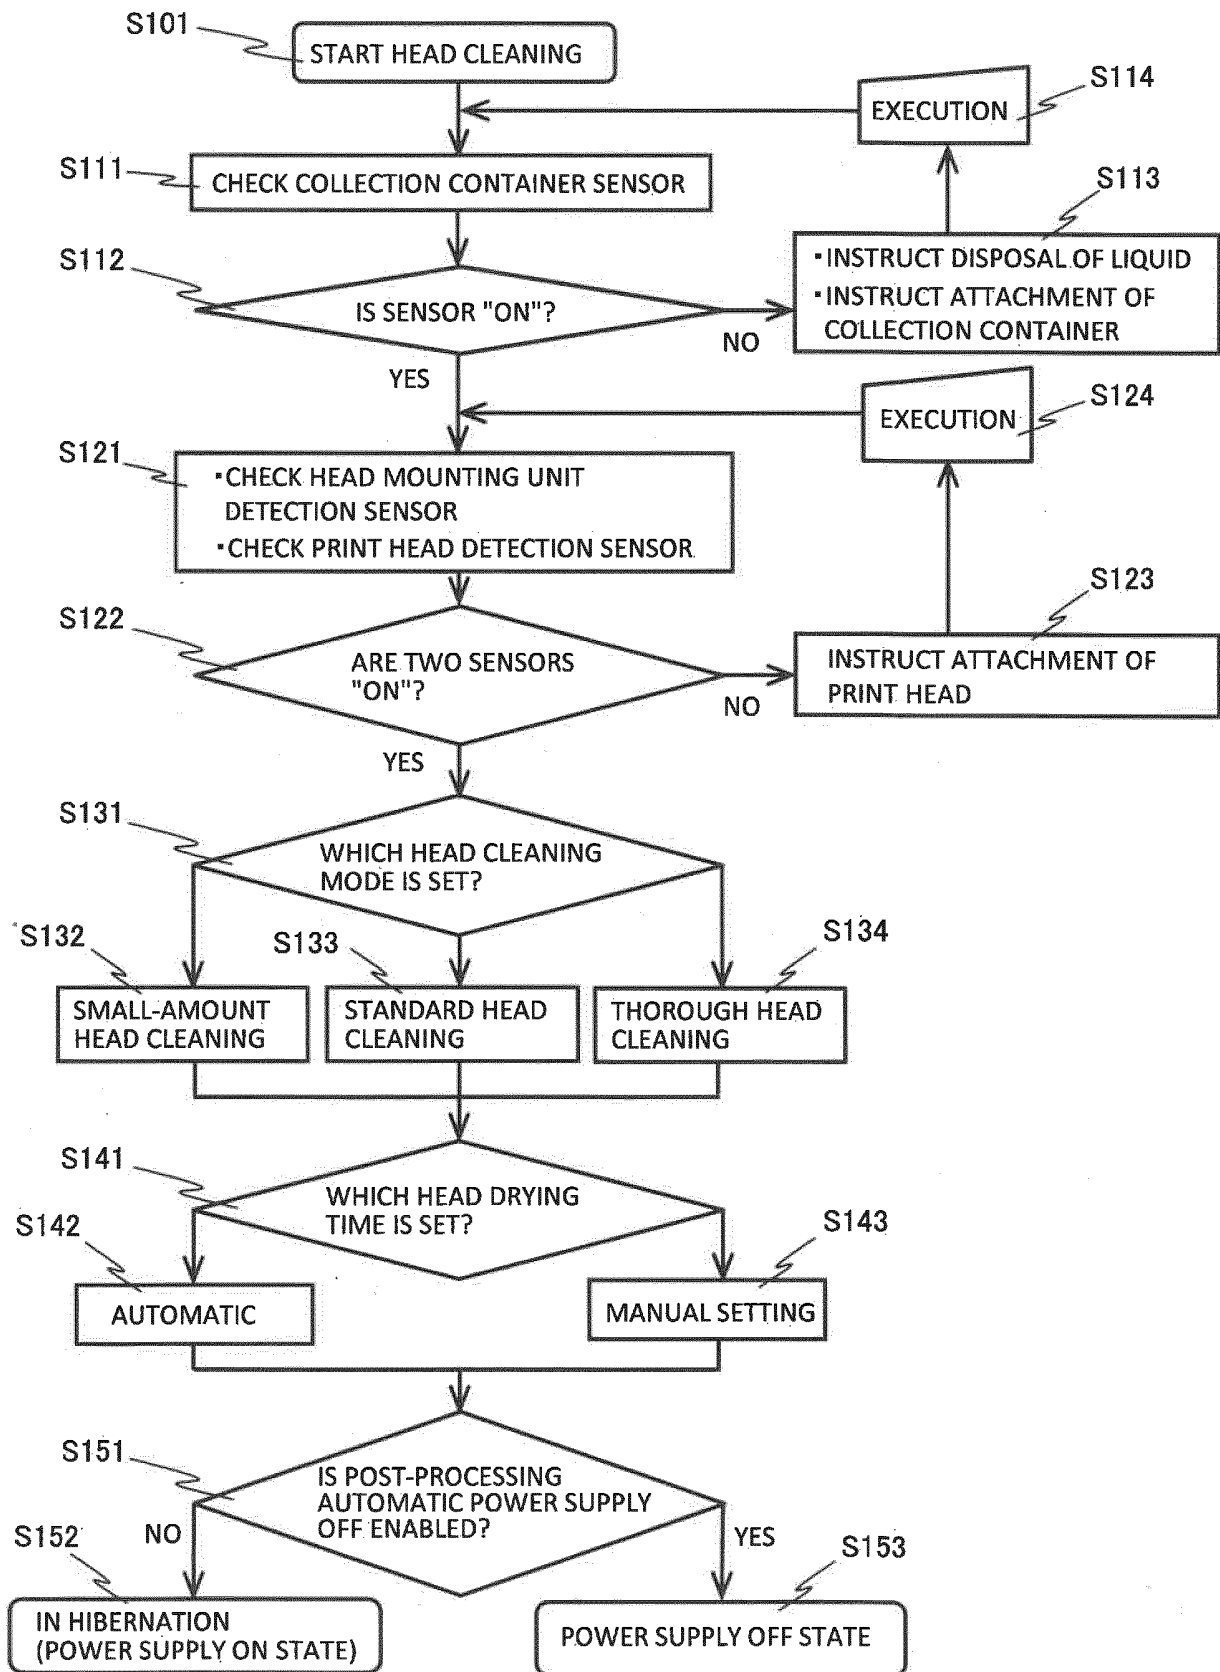 S101
START HEAD CLEANING
EXECUTION
S114
S111
CHECK COLLECTION CONTAINER SENSOR
S113
S112
IS SENSOR "ON"?
NO
・INSTRUCT DISPOSAL OF LIQUID
・INSTRUCT ATTACHMENT OF
COLLECTION CONTAINER
YES
EXECUTION
S124
S121
・CHECK HEAD MOUNTING UNIT
DETECTION SENSOR
・CHECK PRINT HEAD DETECTION SENSOR
S123
S122
ARE TWO SENSORS
"ON"?
NO
INSTRUCT ATTACHMENT OF
PRINT HEAD
YES
S131
WHICH HEAD CLEANING
MODE IS SET?
S132
S133
S134
SMALL-AMOUNT
HEAD CLEANING
STANDARD HEAD
CLEANING
THOROUGH HEAD
CLEANING
S141
WHICH HEAD DRYING
TIME IS SET?
S142
S143
AUTOMATIC
MANUAL SETTING
S151
IS POST-PROCESSING
AUTOMATIC POWER SUPPLY
OFF ENABLED?
S152
NO
YES
S153
IN HIBERNATION
(POWER SUPPLY ON STATE)
POWER SUPPLY OFF STATE